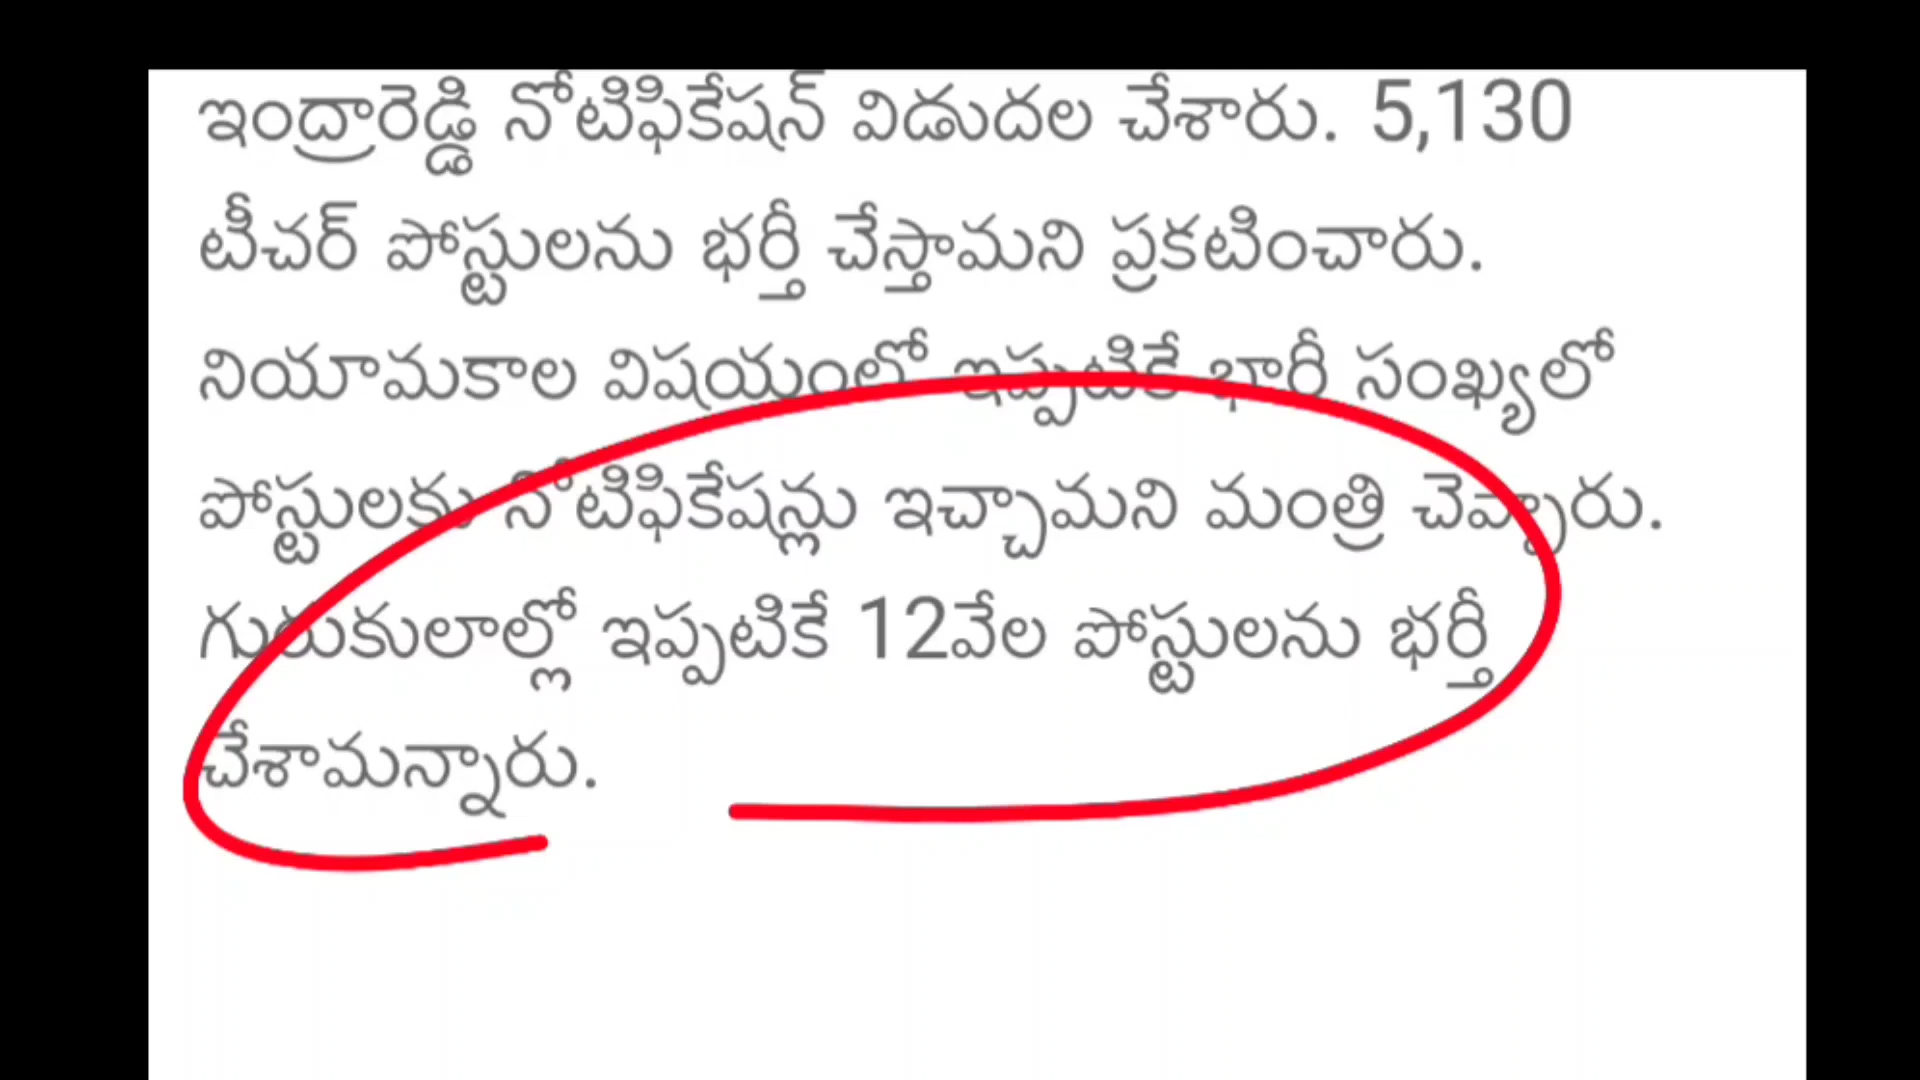 ఇంద్రారెడ్డి నోటిఫికేషన్ విడుదల చేశారు. 5,130
టీచర్ పోస్టులను భర్తీ చేస్తామని ప్రకటించారు.
నియామకాల విషయంలో ఇప్పటికే భారీ సంఖ్యలో
పోస్టులకు నోటిఫికేషన్లు ఇచ్చామని మంత్రి చెప్పారు.
గురుకులాల్లో ఇప్పటికే 12వేల పోస్టులను భర్తీ
చేశామన్నారు.